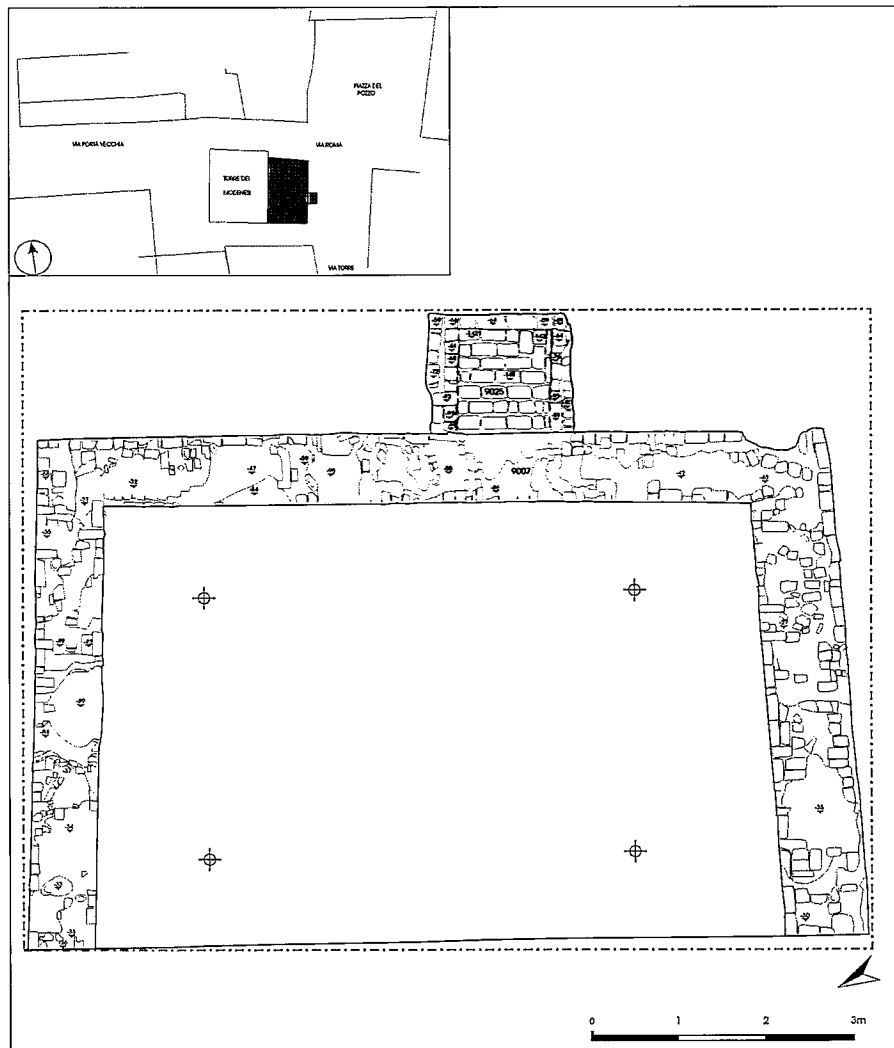 PIAZZA DEL
POZZO
VIA PORTA VECCHIA
VIA ROMA
TORRE DEI
MODENESI
VIA TORRE
9025
9007
0 1 2 3m